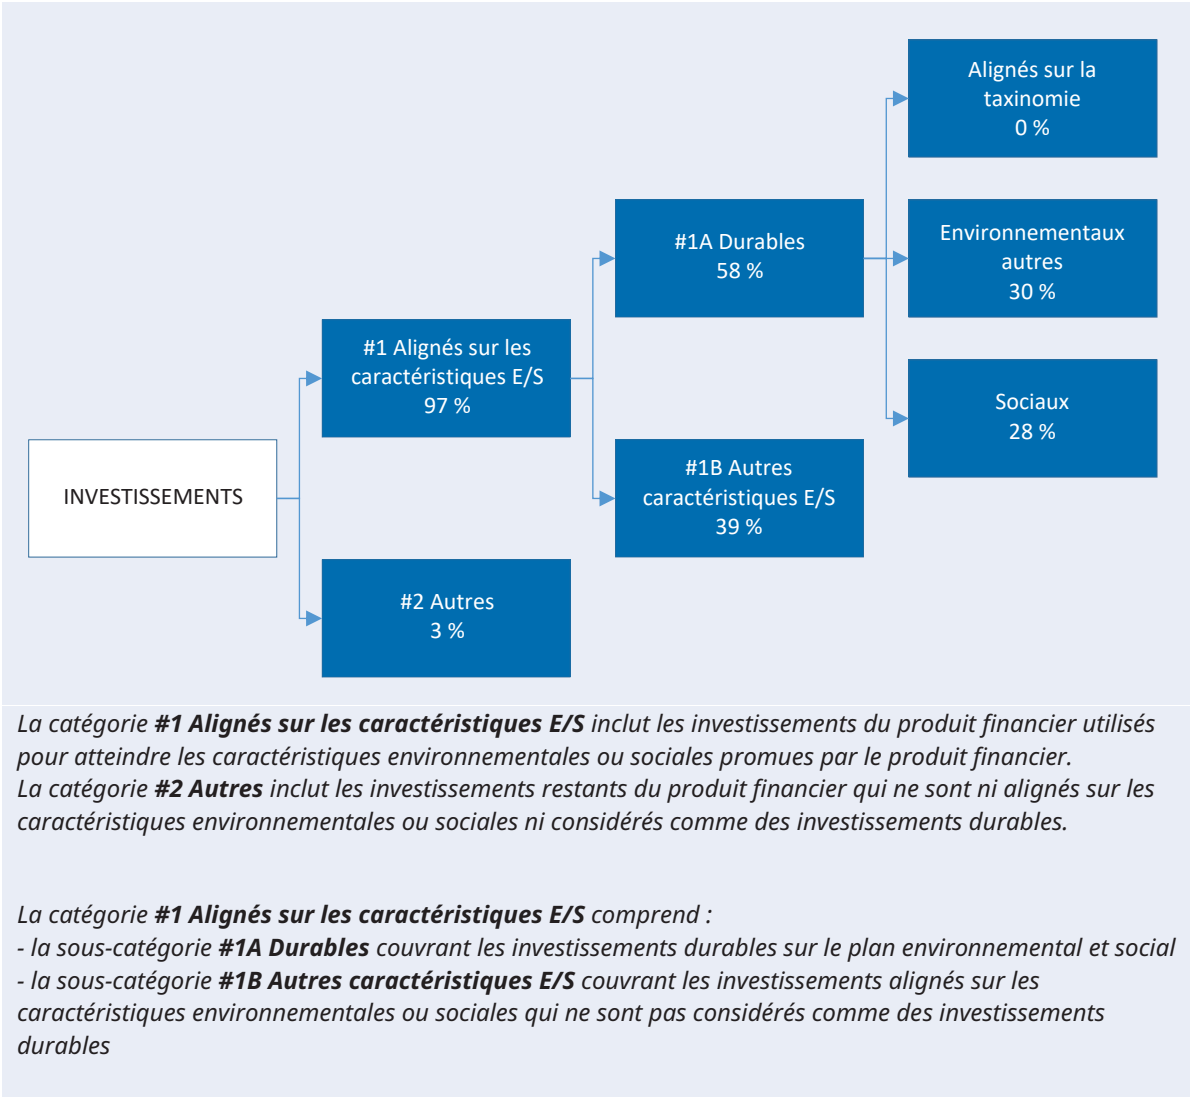 Alignés sur la
taxinomie
0 %
#1A Durables
58 %
Environnementaux
autres
30 %
#1 Alignés sur les
caractéristiques E/S
97 %
Sociaux
28 %
INVESTISSEMENTS
#1B Autres
caractéristiques E/S
39 %
#2 Autres
3 %
La catégorie #1 Alignés sur les caractéristiques E/S inclut les investissements du produit financier utilisés
pour atteindre les caractéristiques environnementales ou sociales promues par le produit financier.
La catégorie #2 Autres inclut les investissements restants du produit financier qui ne sont ni alignés sur les
caractéristiques environnementales ou sociales ni considérés comme des investissements durables.
La catégorie #1 Alignés sur les caractéristiques E/S comprend :
- la sous-catégorie #1A Durables couvrant les investissements durables sur le plan environnemental et social
- la sous-catégorie #1B Autres caractéristiques E/S couvrant les investissements alignés sur les
caractéristiques environnementales ou sociales qui ne sont pas considérés comme des investissements
durables